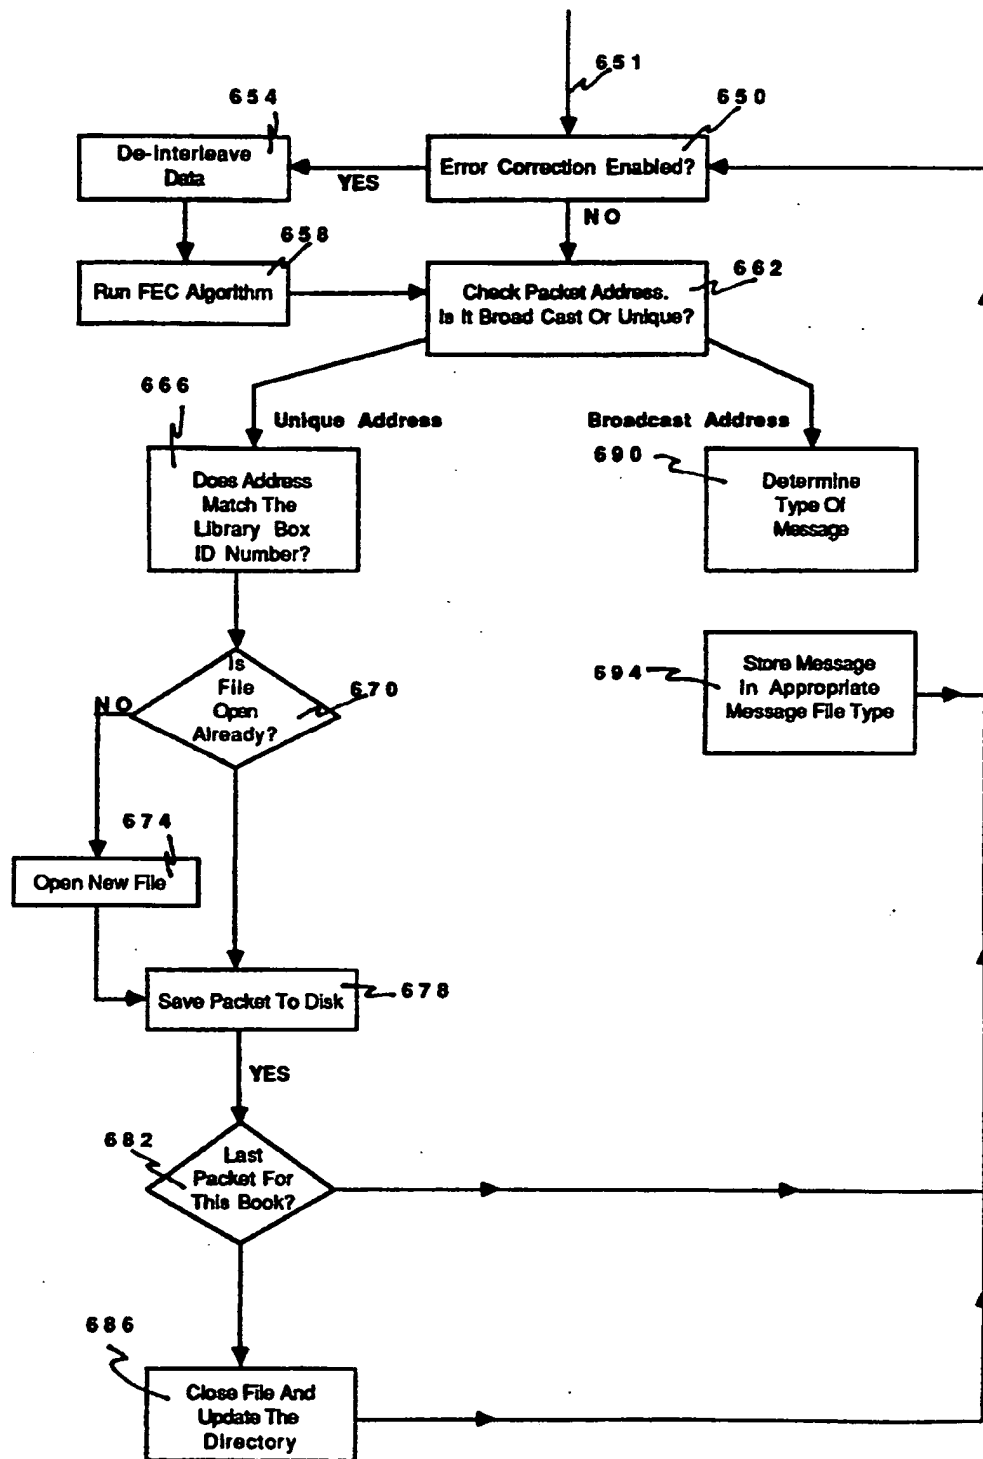 651
654
650
De-Interleave
Data
Error Correction Enabled?
YES
NO
658
662
Run FEC Algorithm
Check Packet Address.
Is It Broad Cast Or Unique?
666
Unique Address
Broadcast Address
690
Does Address
Match The
Library Box
ID Number?
Determine
Type Of
Message
Is
File
Open
Already?
670
NO
694
Store Message
In Appropriate
Message File Type
674
Open New File
Save Packet To Disk
678
YES
682
Last
Packet For
This Book?
686
Close File And
Update The
Directory